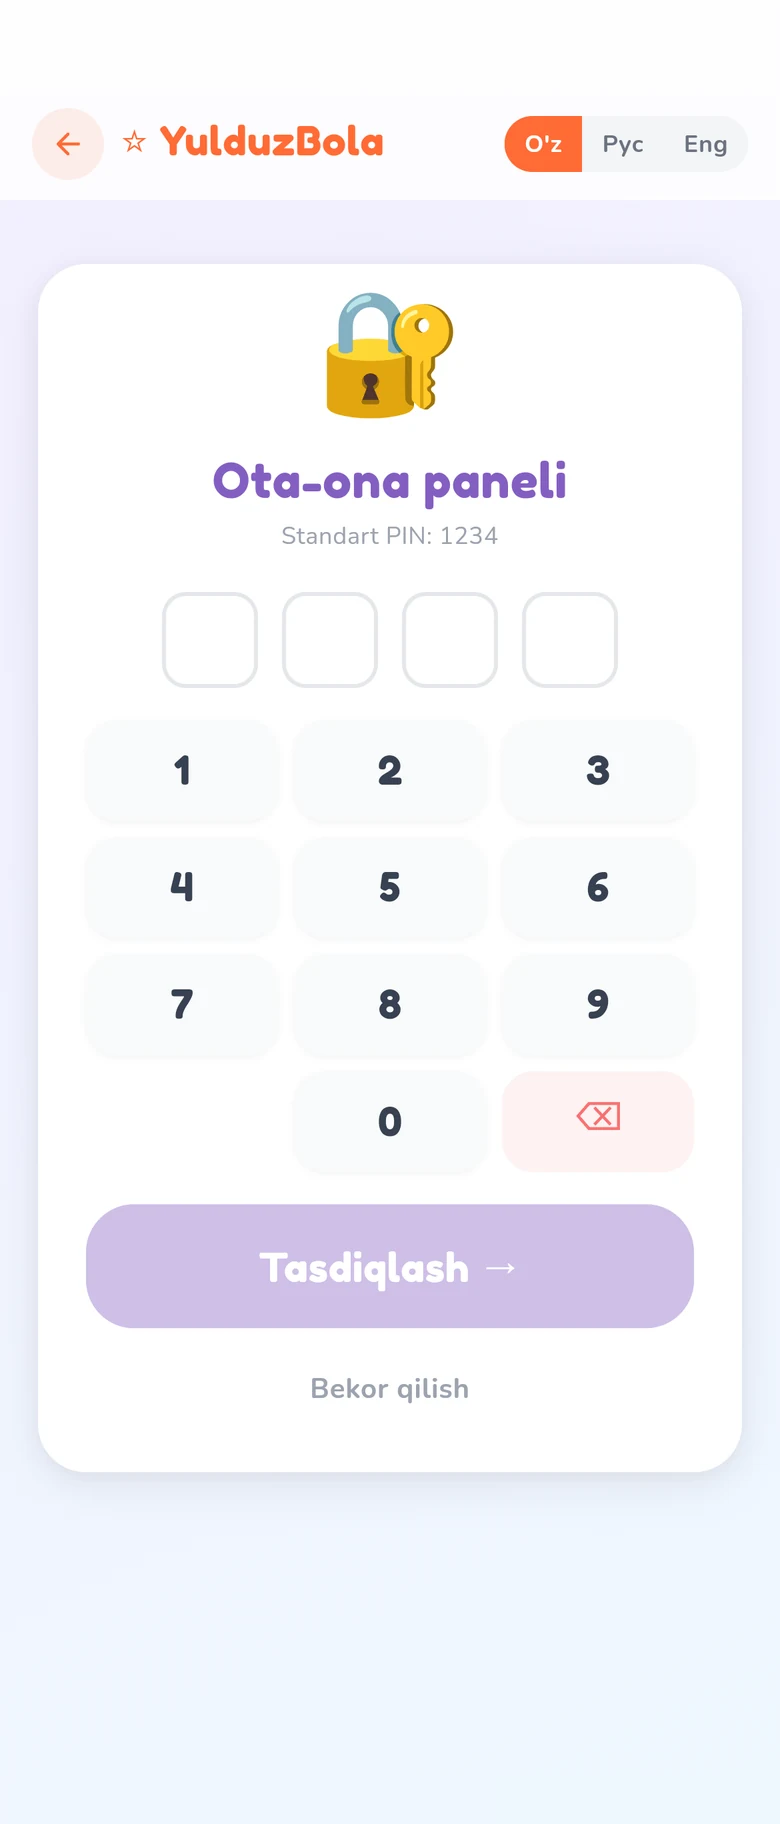 ← ☆ YulduzBola O'z Рус Eng
Ota-ona paneli
Standart PIN: 1234
1 2 3
4 5 6
7 8 9
0 ⌫
Tasdiqlash →
Bekor qilish